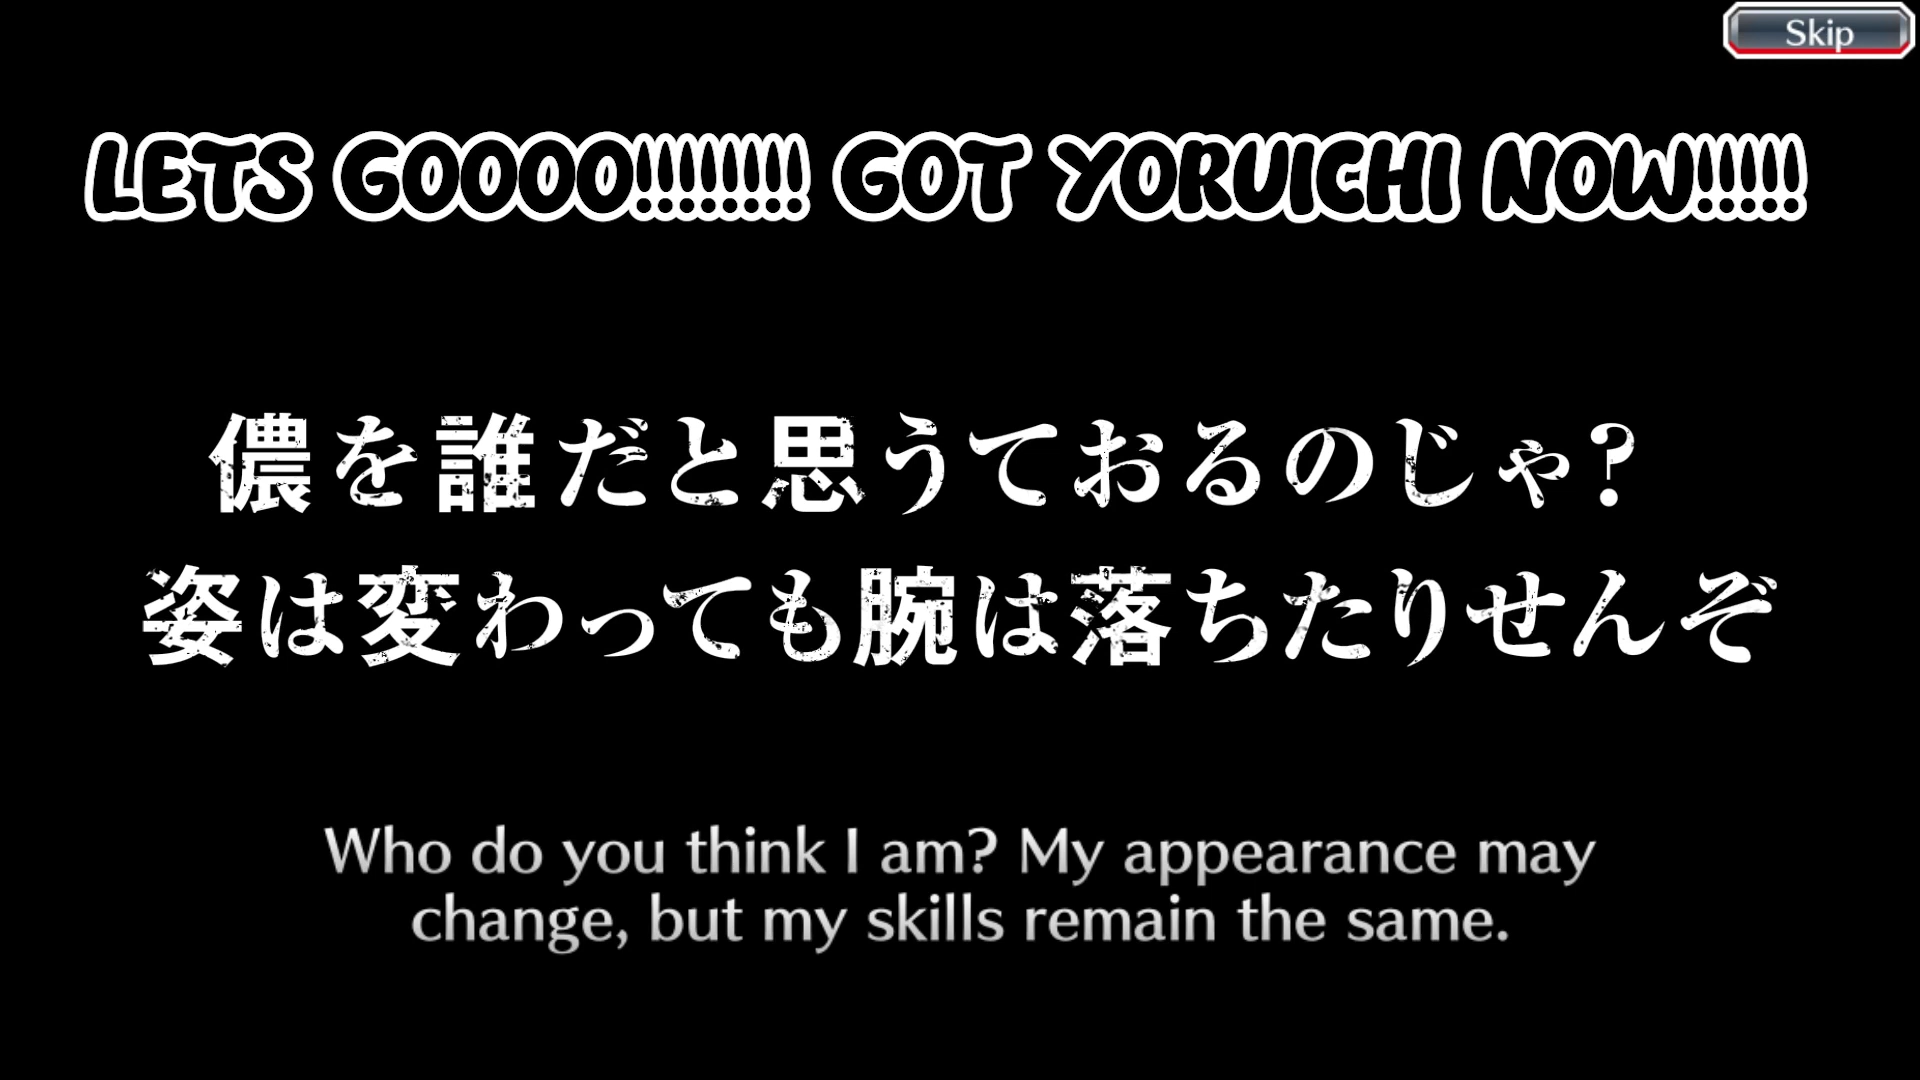 Skip
LETS GOOOO!!!!!!!! GOT YORUICHI NOW!!!!!
儂を誰だと思うておるのじゃ?
姿は変わっても腕は落ちたりせんぞ
Who do you think I am? My appearance may
change, but my skills remain the same.